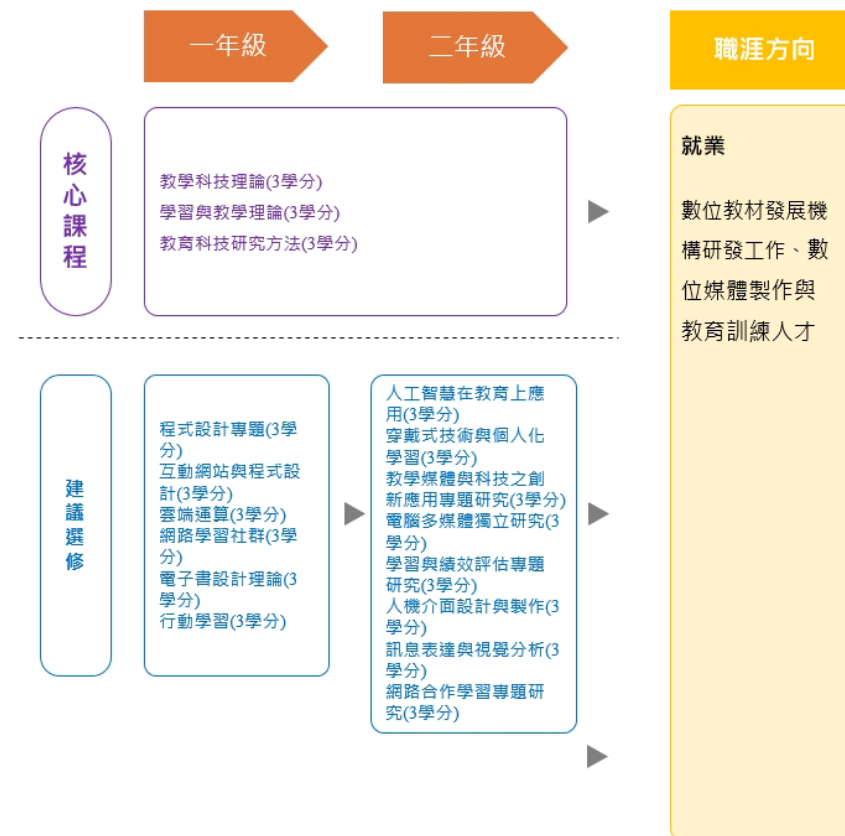 一年級
二年級
職涯方向
核心課程
教學科技理論(3學分)
學習與教學理論(3學分)
教育科技研究方法(3學分)
就業
數位教材發展機
構研發工作、數
位媒體製作與
教育訓練人才
建議選修
程式設計專題(3學
分)
互動網站與程式設
計(3學分)
雲端運算(3學分)
網路學習社群(3學
分)
電子書設計理論(3
學分)
行動學習(3學分)
人工智慧在教育上應
用(3學分)
穿戴式技術與個人化
學習(3學分)
教學媒體與科技之創
新應用專題研究(3學分)
電腦多媒體獨立研究(3
學分)
學習與績效評估專題
研究(3學分)
人機介面設計與製作(3
學分)
訊息表達與視覺分析(3
學分)
網路合作學習專題研
究(3學分)